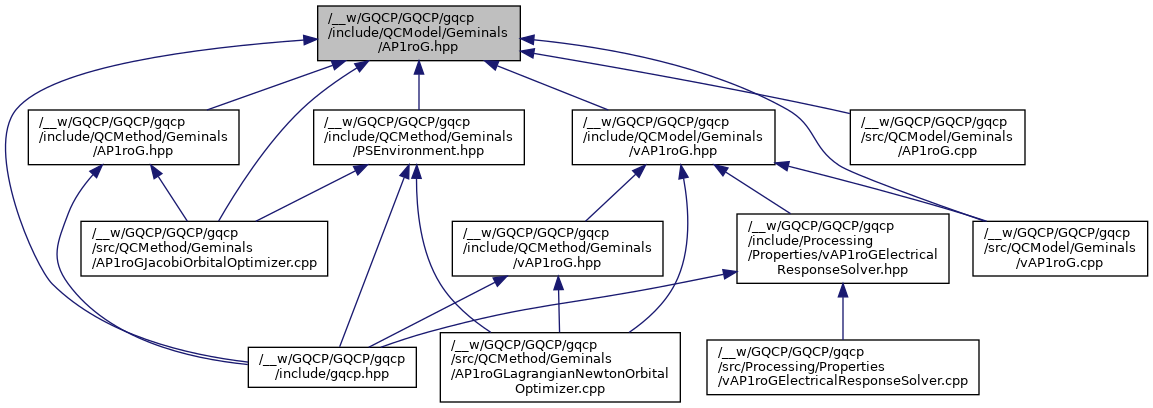 /__w/GQCP/GQCP/gqcp
/include/QCModel/Geminals
/AP1roG.hpp
/__w/GQCP/GQCP/gqcp
/include/QCMethod/Geminals
/AP1roG.hpp
/__w/GQCP/GQCP/gqcp
/include/QCMethod/Geminals
/PSEnvironment.hpp
/__w/GQCP/GQCP/gqcp
/include/QCModel/Geminals
/vAP1roG.hpp
/__w/GQCP/GQCP/gqcp
/src/QCModel/Geminals
/AP1roG.cpp
/__w/GQCP/GQCP/gqcp
/src/QCMethod/Geminals
/AP1roGJacobiOrbitalOptimizer.cpp
/__w/GQCP/GQCP/gqcp
/include/QCMethod/Geminals
/vAP1roG.hpp
/__w/GQCP/GQCP/gqcp
/include/Processing
/Properties/vAP1roGElectrical
ResponseSolver.hpp
/__w/GQCP/GQCP/gqcp
/src/QCModel/Geminals
/vAP1roG.cpp
/__w/GQCP/GQCP/gqcp
/include/gqcp.hpp
/__w/GQCP/GQCP/gqcp
/src/QCMethod/Geminals
/AP1roGLagrangianNewtonOrbital
Optimizer.cpp
/__w/GQCP/GQCP/gqcp
/src/Processing/Properties
/vAP1roGElectricalResponseSolver.cpp